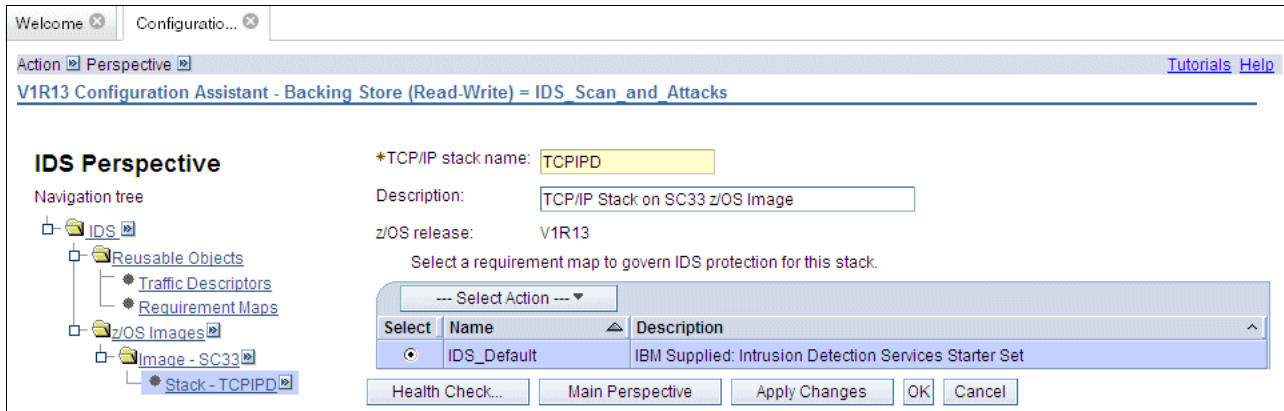 Welcome
Configuratio...
Action Perspective
Tutorials Help
V1R13 Configuration Assistant - Backing Store (Read-Write) = IDS_Scan_and_Attacks
IDS Perspective
Navigation tree
IDS
Reusable Objects
Traffic Descriptors
Requirement Maps
z/OS Images
Image - SC33
Stack - TCPIPD
*TCP/IP stack name: TCPIPD
Description: TCP/IP Stack on SC33 z/OS Image
z/OS release: V1R13
Select a requirement map to govern IDS protection for this stack.
--- Select Action ---
Select Name Description
IDS_Default IBM Supplied: Intrusion Detection Services Starter Set
Health Check... Main Perspective Apply Changes OK Cancel